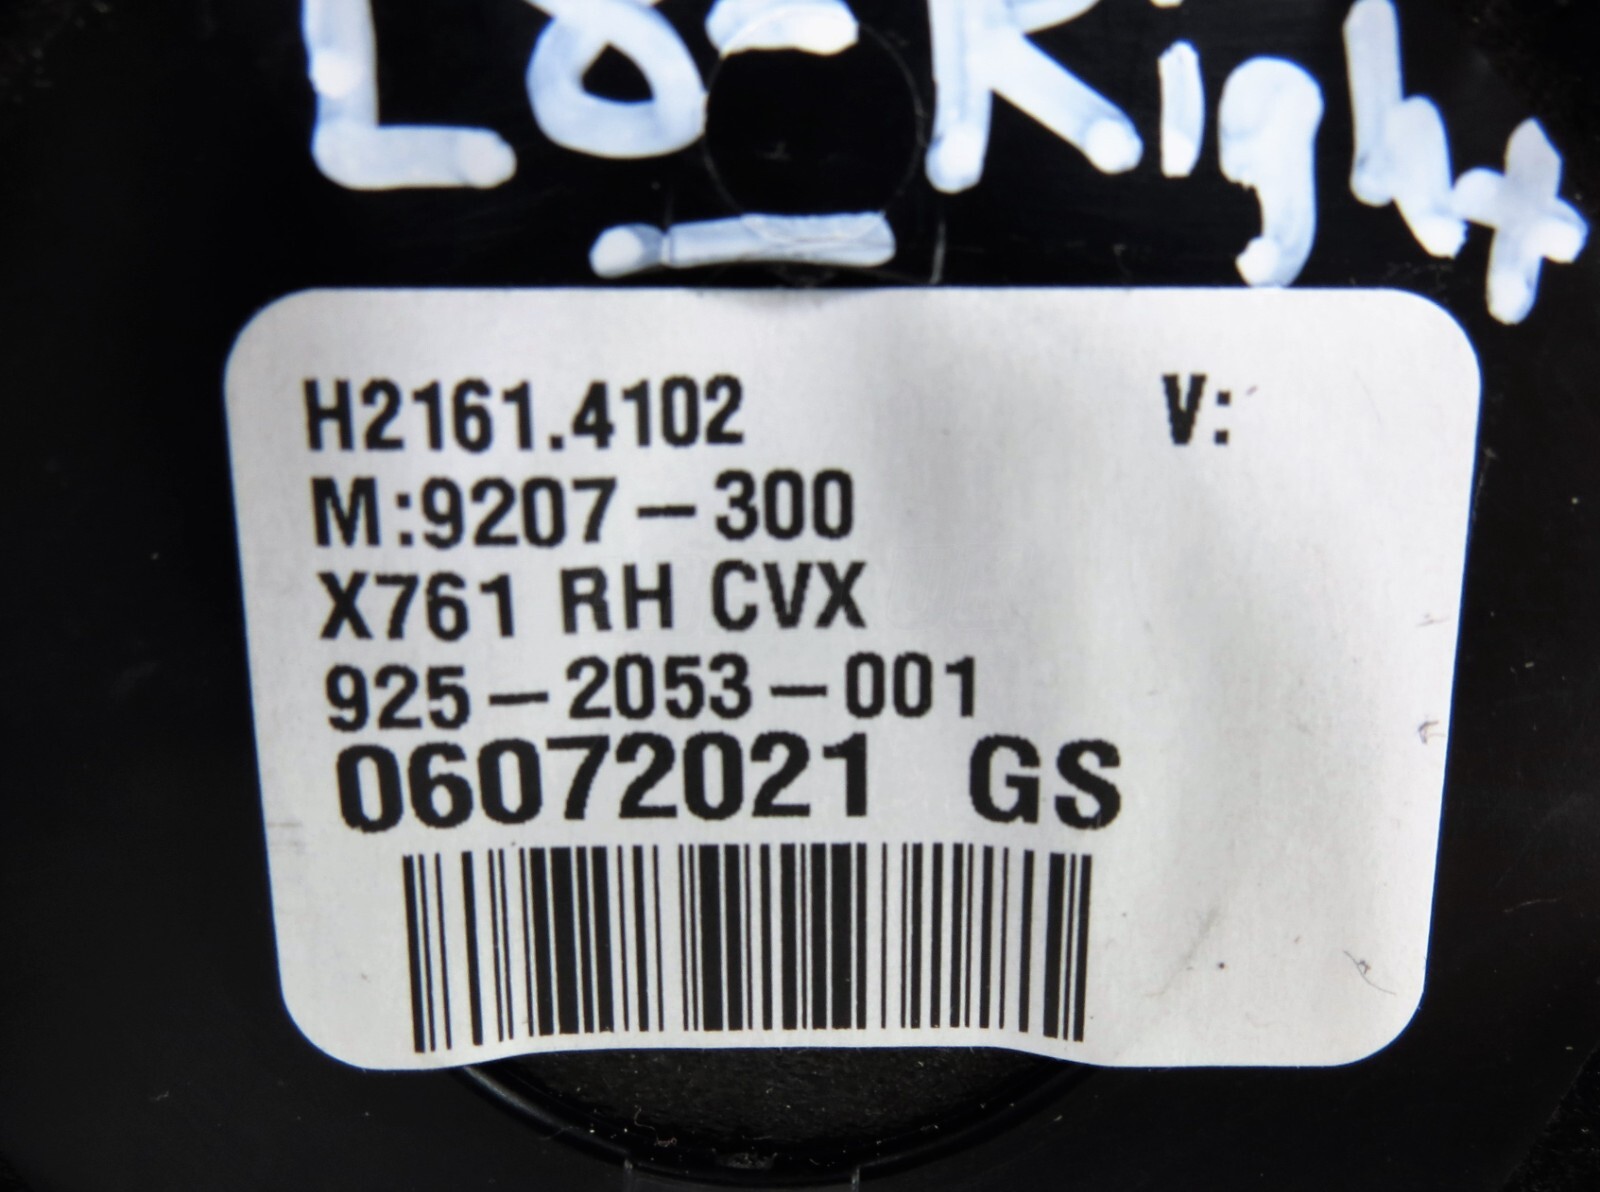 L8- Right
H2161.4102 V:
M:9207-300
X761 RH CVX
925-2053-001
06072021 GS